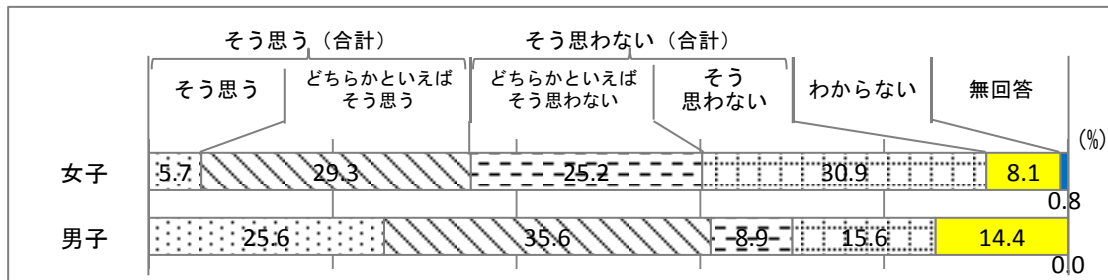 そう思う（合計） そう思わない（合計）
そう思う
どちらかといえば
そう思う
どちらかといえば
そう思わない
そう
思わない
わからない
無回答
(%)
女子 5.7 29.3 25.2 30.9 8.1
0.8
男子 25.6 35.6 8.9 15.6 14.4
0.0